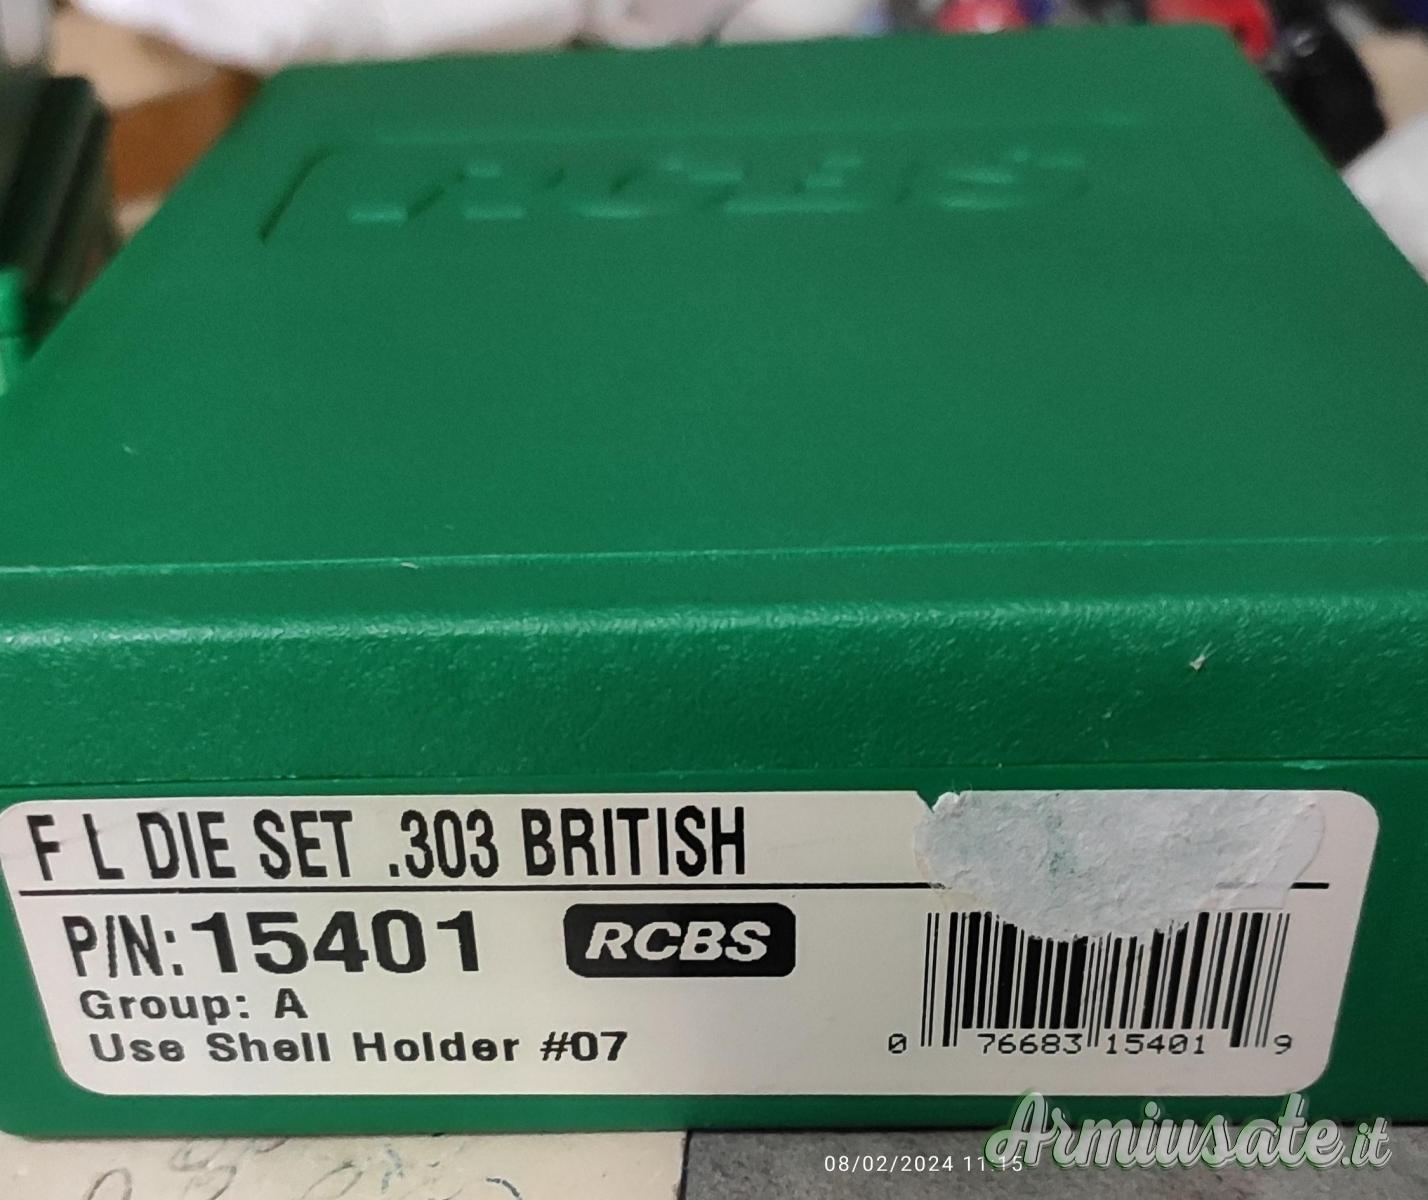 RCBS
F L DIE SET .303 BRITISH
P/N:15401 RCBS
Group: A
Use Shell Holder #07
0 76683 15401 9
08/02/2024 11:15
Armiusate.it